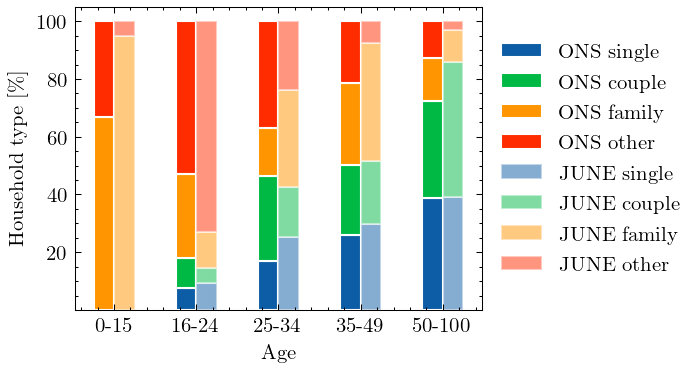 Household type [%]
100
80
60
40
20
0-15
16-24
25-34
35-49
50-100
Age
ONS single
ONS couple
ONS family
ONS other
JUNE single
JUNE couple
JUNE family
JUNE other